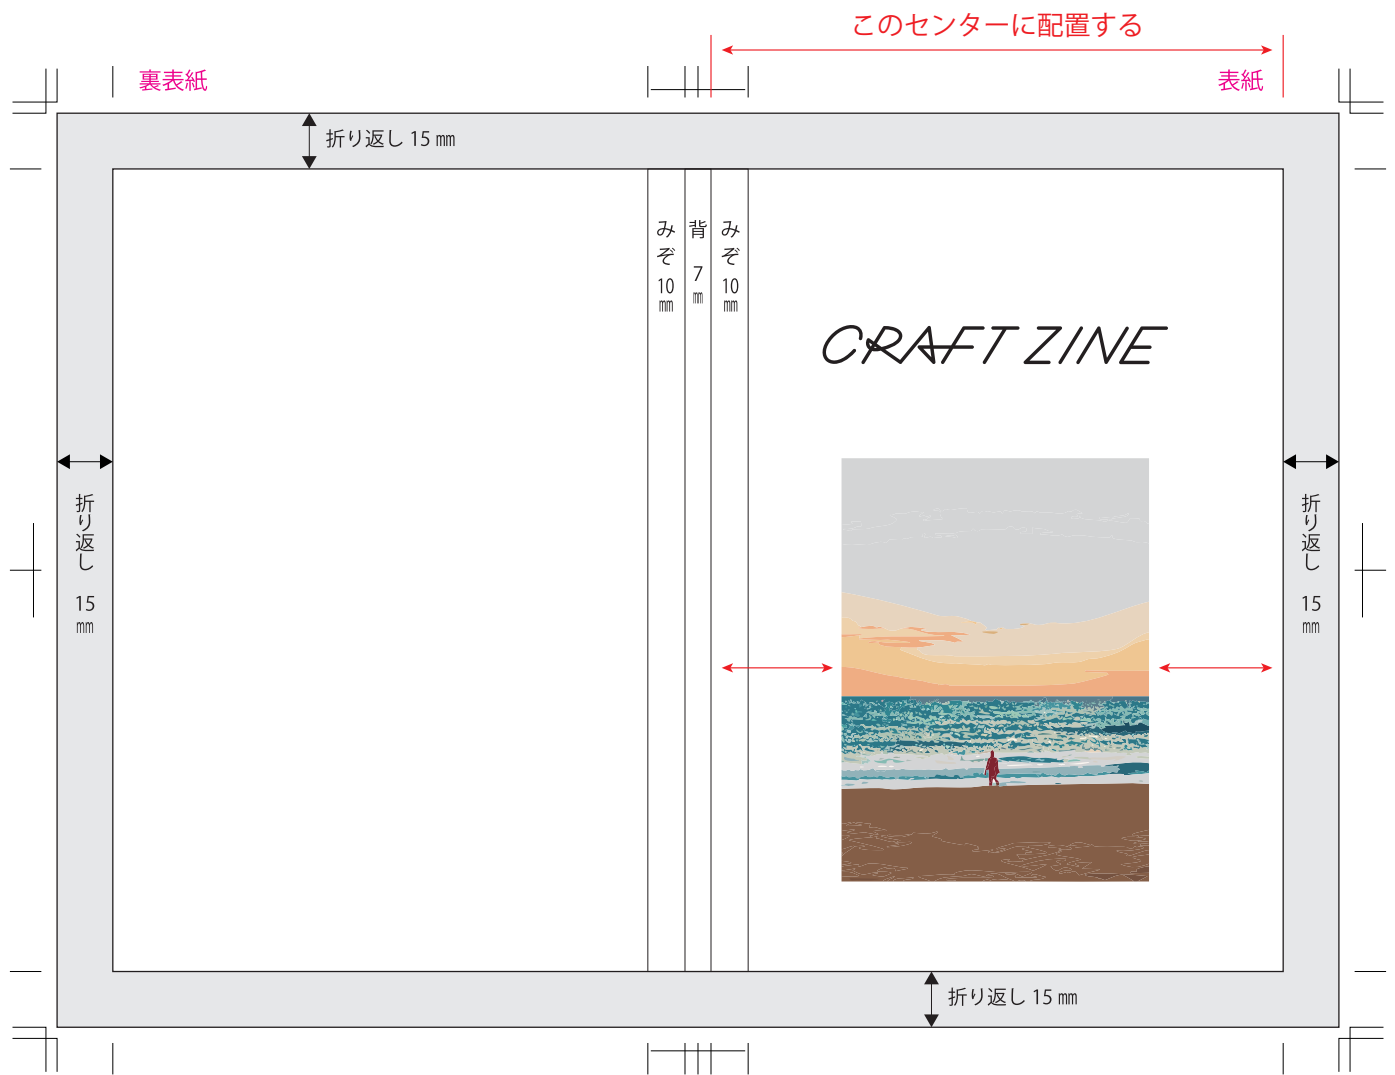 このセンターに配置する
裏表紙
表紙
折り返し 15 ㎜
みぞ 10 ㎜
背 7 ㎜
みぞ 10 ㎜
CRAFT ZINE
折り返し 15 ㎜
折り返し 15 ㎜
折り返し 15 ㎜